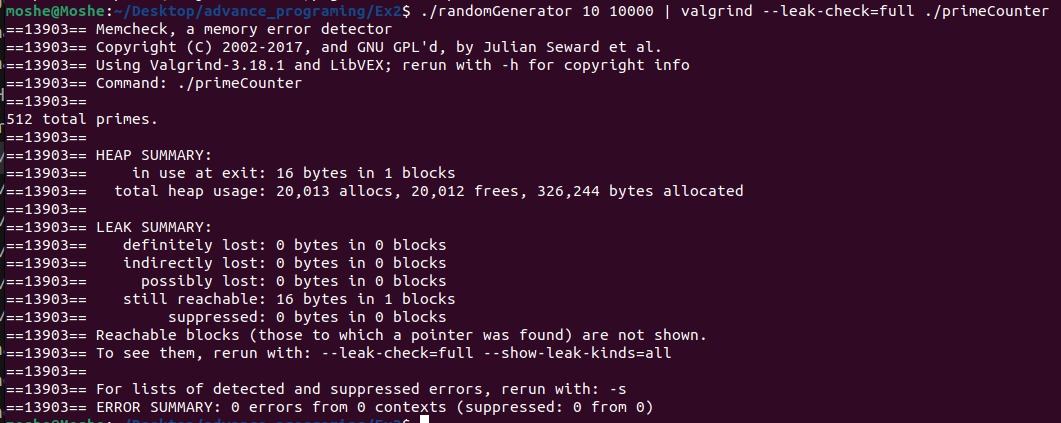 moshe@Moshe:~/Desktop/advance_programing/Ex2$ ./randomGenerator 10 10000 | valgrind --leak-check=full ./primeCounter
==13903== Memcheck, a memory error detector
==13903== Copyright (C) 2002-2017, and GNU GPL'd, by Julian Seward et al.
==13903== Using Valgrind-3.18.1 and LibVEX; rerun with -h for copyright info
==13903== Command: ./primeCounter
==13903==
512 total primes.
==13903==
==13903== HEAP SUMMARY:
==13903==     in use at exit: 16 bytes in 1 blocks
==13903==   total heap usage: 20,013 allocs, 20,012 frees, 326,244 bytes allocated
==13903==
==13903== LEAK SUMMARY:
==13903==    definitely lost: 0 bytes in 0 blocks
==13903==    indirectly lost: 0 bytes in 0 blocks
==13903==      possibly lost: 0 bytes in 0 blocks
==13903==    still reachable: 16 bytes in 1 blocks
==13903==         suppressed: 0 bytes in 0 blocks
==13903== Reachable blocks (those to which a pointer was found) are not shown.
==13903== To see them, rerun with: --leak-check=full --show-leak-kinds=all
==13903==
==13903== For lists of detected and suppressed errors, rerun with: -s
==13903== ERROR SUMMARY: 0 errors from 0 contexts (suppressed: 0 from 0)
moshe@Moshe:~/Desktop/advance_programing/Ex2$